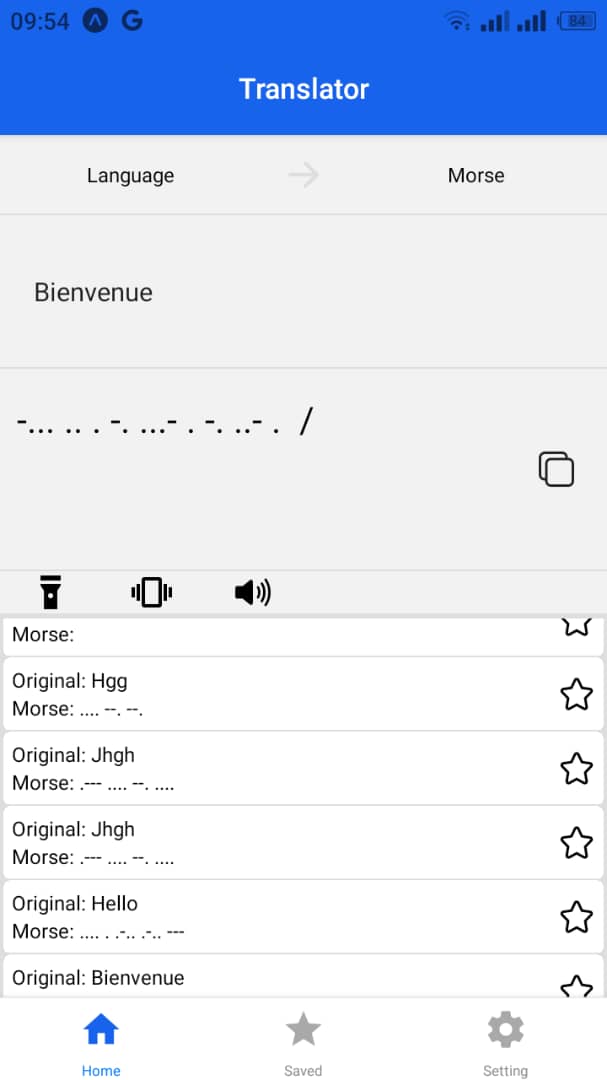 09:54
84
Translator
Language
Morse
Bienvenue
-... .. . -. ...- . -. ..- . /
Morse:
Original: Hgg
Morse: .... --. --.
Original: Jhgh
Morse: .--- .... --. ....
Original: Jhgh
Morse: .--- .... --. ....
Original: Hello
Morse: .... . .-.. .-.. ---
Original: Bienvenue
Home
Saved
Setting